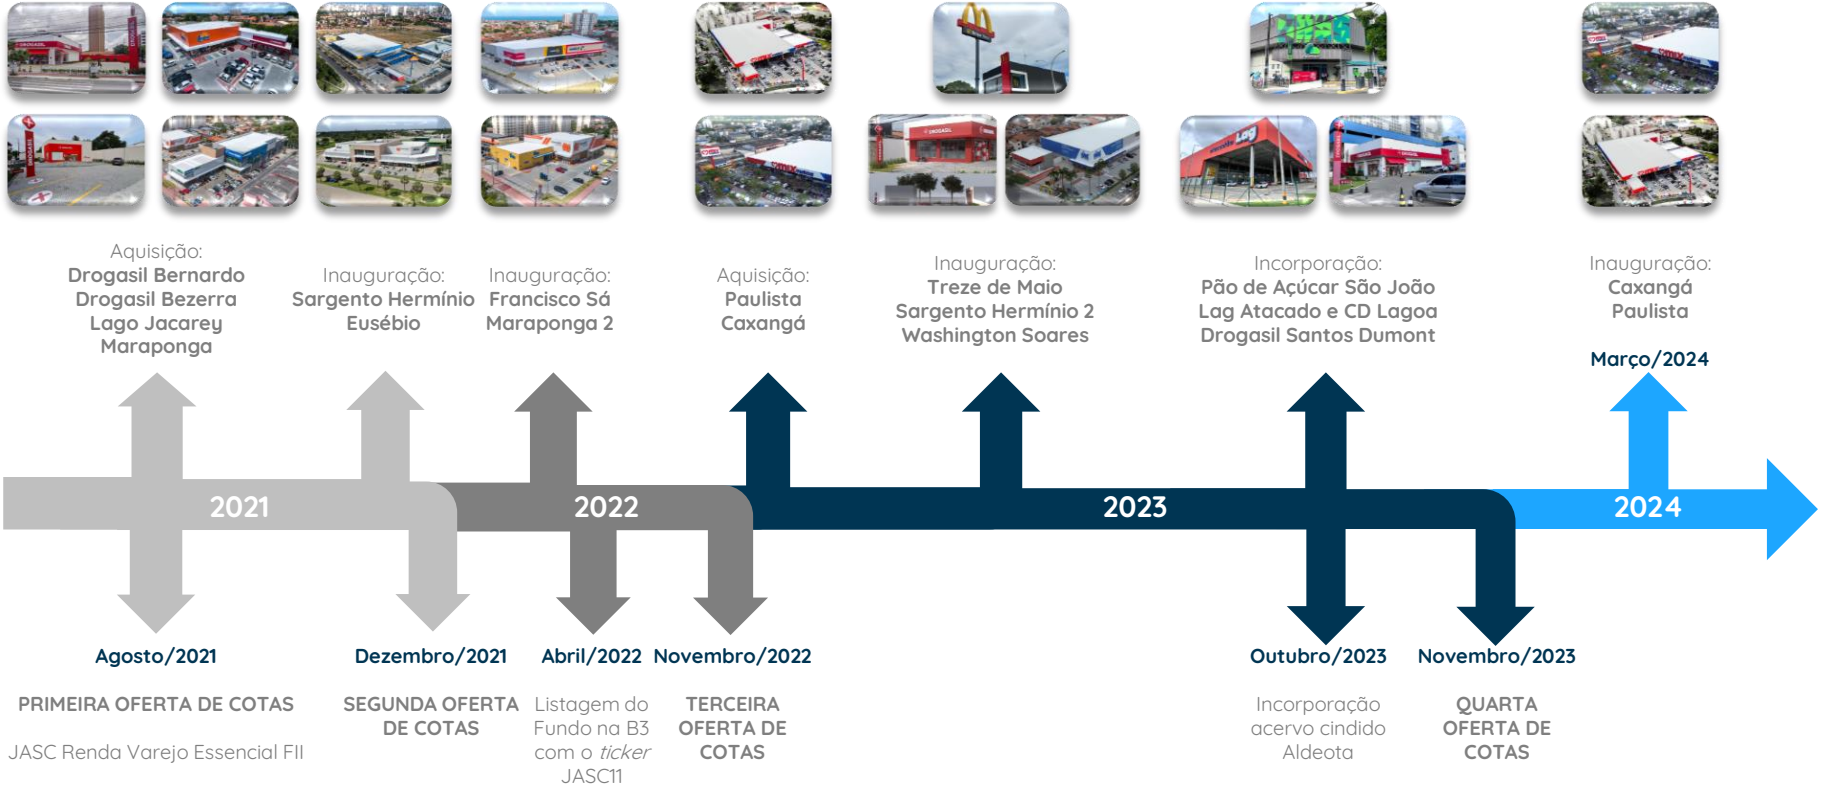 Aquisição:
Drogasil Bernardo
Drogasil Bezerra
Lago Jacarey
Maraponga
Inauguração:
Sargento Hermínio
Eusébio
Inauguração:
Francisco Sá
Maraponga 2
Aquisição:
Paulista
Caxangá
Inauguração:
Treze de Maio
Sargento Hermínio 2
Washington Soares
Incorporação:
Pão de Açúcar São João
Lag Atacado e CD Lagoa
Drogasil Santos Dumont
Inauguração:
Caxangá
Paulista
Março/2024
2021
2022
2023
2024
Agosto/2021
PRIMEIRA OFERTA DE COTAS
JASC Renda Varejo Essencial FII
Dezembro/2021
SEGUNDA OFERTA
DE COTAS
Abril/2022
Listagem do
Fundo na B3
com o ticker
JASC11
Novembro/2022
TERCEIRA
OFERTA DE
COTAS
Outubro/2023
Incorporação
acervo cindido
Aldeota
Novembro/2023
QUARTA
OFERTA DE
COTAS